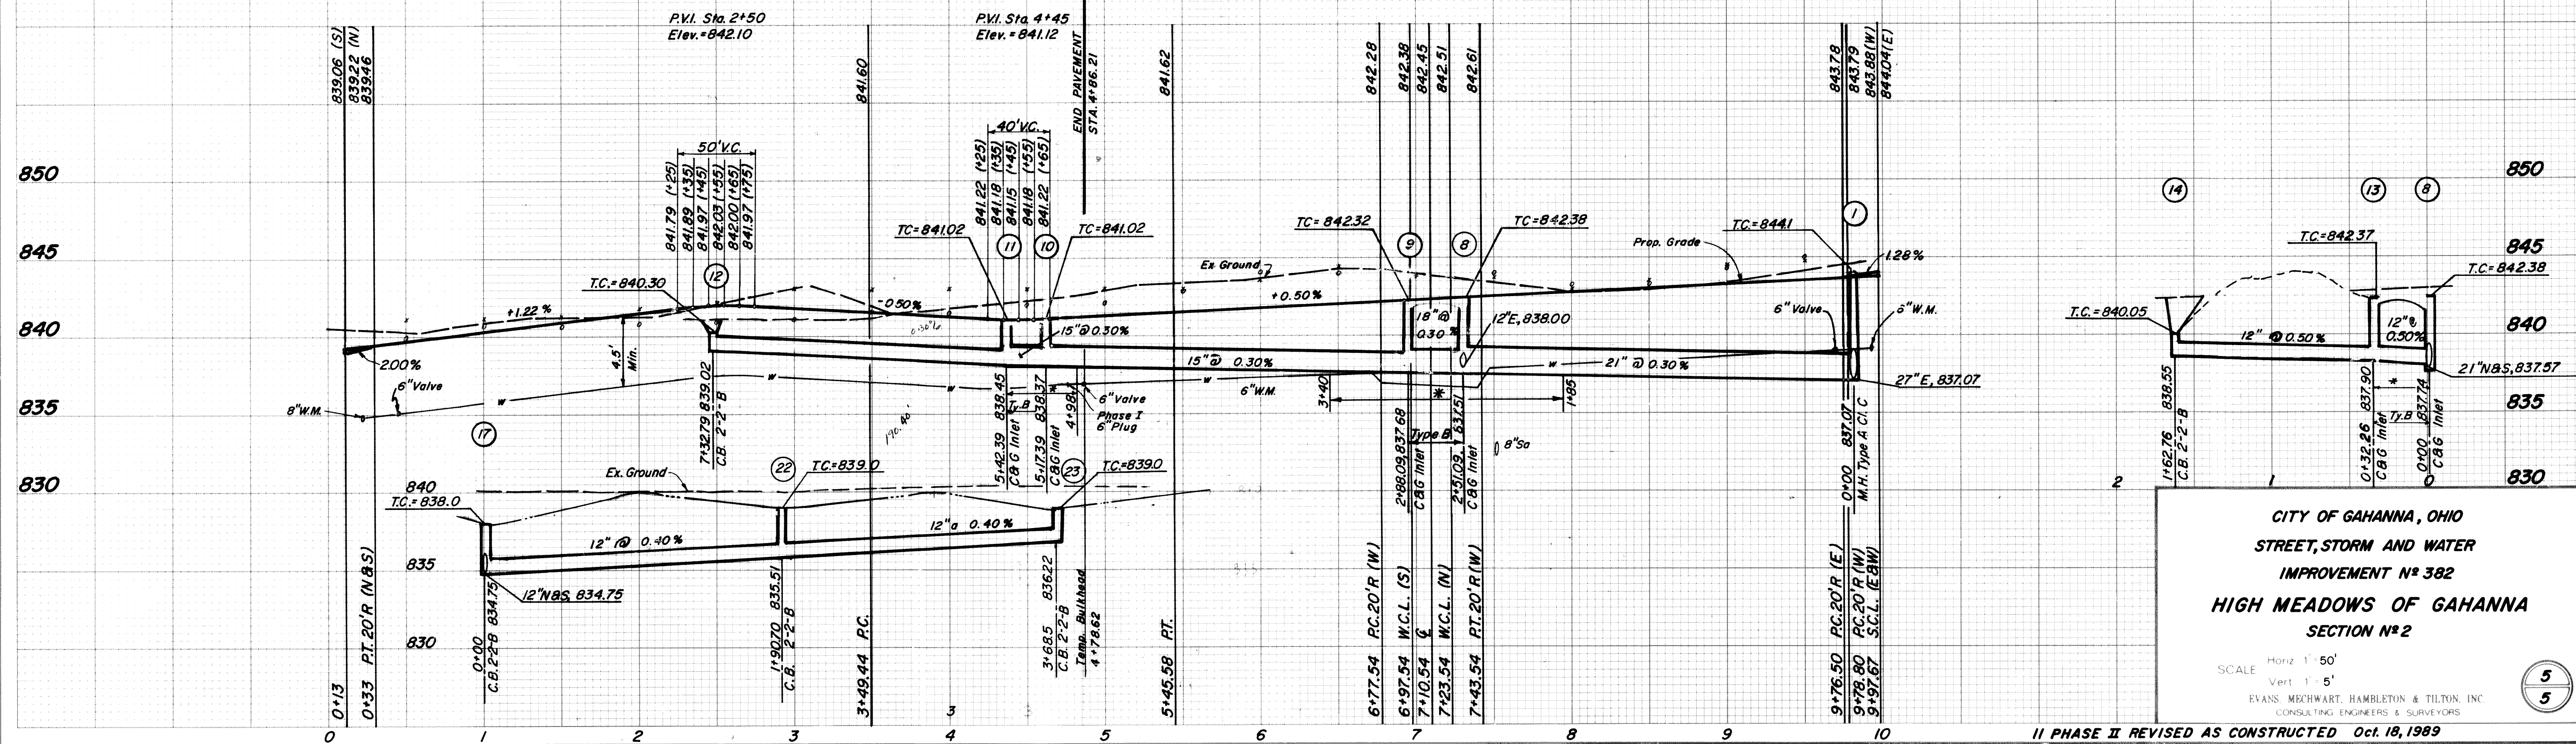 P.V.I. Sta. 2+50
Elev. = 842.10
P.V.I. Sta. 4+45
Elev. = 841.12
END PAVEMENT
STA. 4+86.21
839.06 (S)
839.22 (N)
839.46
841.60
841.62
842.28
842.38
842.45
842.51
842.61
843.78
843.79
843.88(W)
844.04(E)
50' V.C.
841.79 (+25)
841.89 (+35)
841.97 (+45)
842.03 (+55)
842.00 (+65)
841.97 (+75)
40' V.C.
841.22 (+25)
841.18 (+35)
841.15 (+45)
841.18 (+55)
841.22 (+65)
850
845
840
835
830
850
845
840
835
830
T.C.= 840.30
12
TC=841.02
11
10
TC=841.02
TC= 842.32
9
8
TC=842.38
T.C.=844.1
1
1.28%
Prop. Grade
Ex Ground
+1.22 %
-0.50%
+0.50%
2.00%
4.5' Min.
0.30%
15" @ 0.30%
15" @ 0.30%
18" @ 0.30 %
12"E, 838.00
21" @ 0.30%
6" Valve
6" W.M.
27" E, 837.07
8" W.M.
6" Valve
W
W
W
W
W
W
6" W.M.
6" Valve
Phase I
6" Plug
Ty.B
*
4+98.7
3+40
*
1+85
Type B
8"Sa
190.40'
7+32.79 839.02
C.B. 2-2-B
5+42.39 838.45
C&G Inlet
5+17.39 838.37
C&G Inlet
2+88.09, 837.68
C&G Inlet
2+51.09, 637.51
C&G Inlet
0+00 837.07
M.H. Type A Cl. C
17
22
23
Ex. Ground
T.C.= 838.0
T.C.= 839.0
T.C.=839.0
840
835
830
12" @ 0.40%
12" @ 0.40%
12"N&S, 834.75
0+00
C.B. 2-2-B 834.75
1+90.70 835.51
C.B. 2-2-B
3+68.5 836.22
C.B. 2-2-B
Temp. Bulkhead
4+78.62
0+13
0+33 P.T. 20'R (N&S)
3+49.44 P.C.
5+45.58 P.T.
6+77.54 P.C. 20'R (W)
6+97.54 W.C.L. (S)
7+10.54 ℄
7+23.54 W.C.L. (N)
7+43.54 P.T. 20'R (W)
9+76.50 P.C. 20'R (E)
9+78.80 P.C. 20'R (W)
9+97.67 S.C.L. (E&W)
3
0 1 2 3 4 5 6 7 8 9 10
14
13
8
T.C.=842.37
T.C.= 842.38
T.C.= 840.05
12" @ 0.50%
12" @ 0.50%
21" N&S, 837.57
*
Ty.B
1+62.76 838.55
C.B. 2-2-B
0+32.26 837.90
C&G Inlet
0+00 837.74
C&G Inlet
2 1 0
CITY OF GAHANNA, OHIO
STREET, STORM AND WATER
IMPROVEMENT Nº 382
HIGH MEADOWS OF GAHANNA
SECTION Nº 2
SCALE
Horiz 1"=50'
Vert 1"=5'
EVANS, MECHWART, HAMBLETON & TILTON, INC.
CONSULTING ENGINEERS & SURVEYORS
5
5
11 PHASE II REVISED AS CONSTRUCTED Oct. 18, 1989